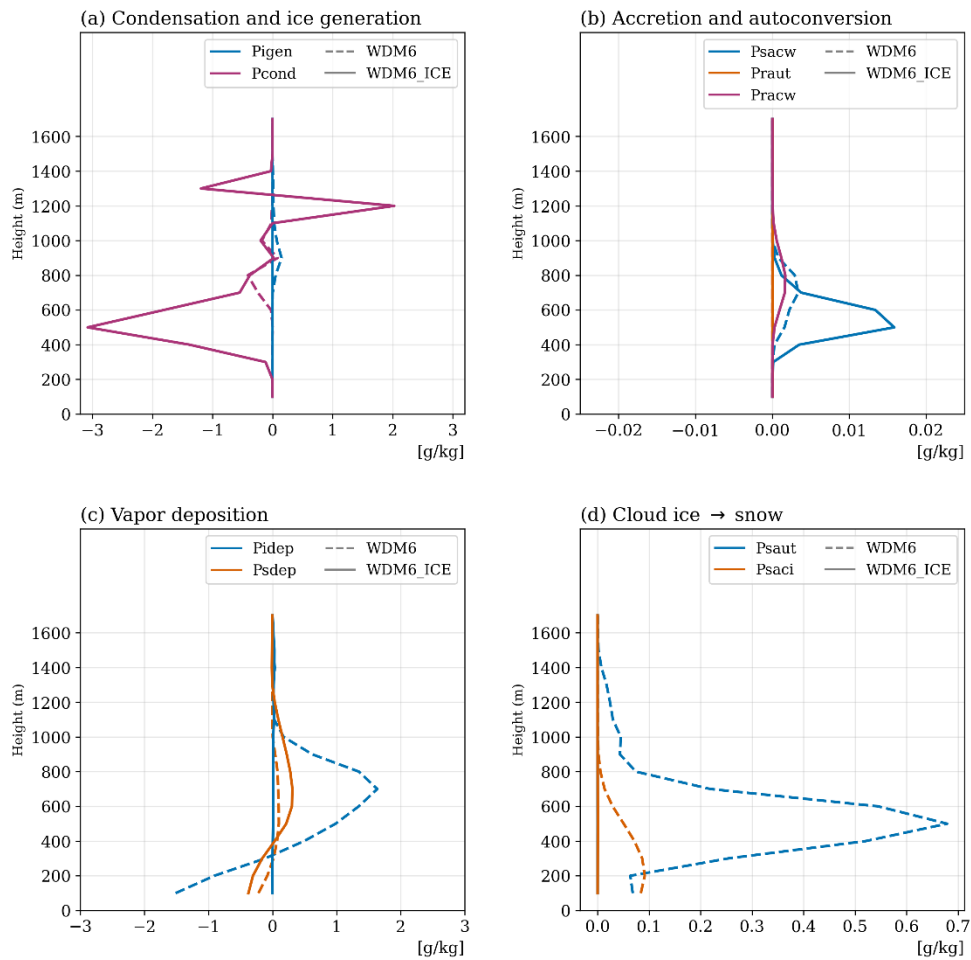 (a) Condensation and ice generation
Pigen
WDM6
Pcond
WDM6_ICE
1600
1400
1200
1000
800
600
400
200
0
Height (m)
−3
−2
−1
0
1
2
3
[g/kg]
(b) Accretion and autoconversion
Psacw
WDM6
Praut
WDM6_ICE
Pracw
1600
1400
1200
1000
800
600
400
200
0
Height (m)
−0.02
−0.01
0.00
0.01
0.02
[g/kg]
(c) Vapor deposition
Pidep
WDM6
Psdep
WDM6_ICE
1600
1400
1200
1000
800
600
400
200
0
Height (m)
−3
−2
−1
0
1
2
3
[g/kg]
(d) Cloud ice → snow
Psaut
WDM6
Psaci
WDM6_ICE
1600
1400
1200
1000
800
600
400
200
0
Height (m)
0.0
0.1
0.2
0.3
0.4
0.5
0.6
0.7
[g/kg]